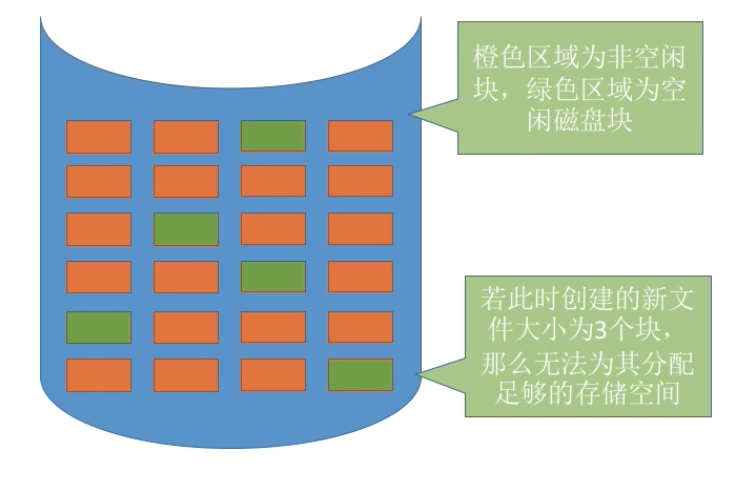 橙色区域为非空闲
块，绿色区域为空
闲磁盘块
若此时创建的新文
件大小为3个块，
那么无法为其分配
足够的存储空间